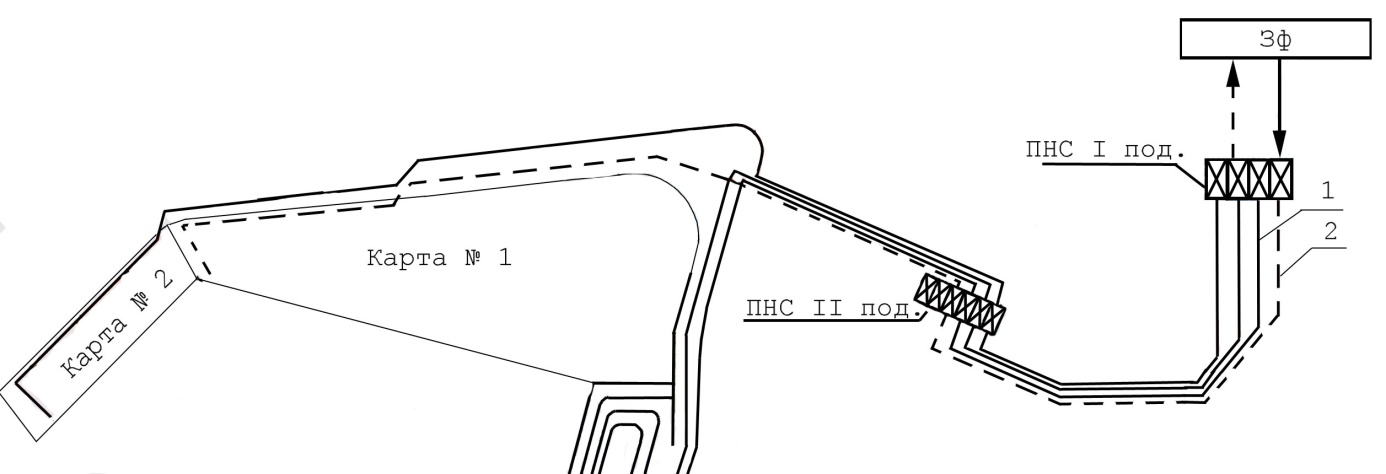 Зф
ПНС I под.
1
2
Карта № 1
ПНС II под.
Карта № 2